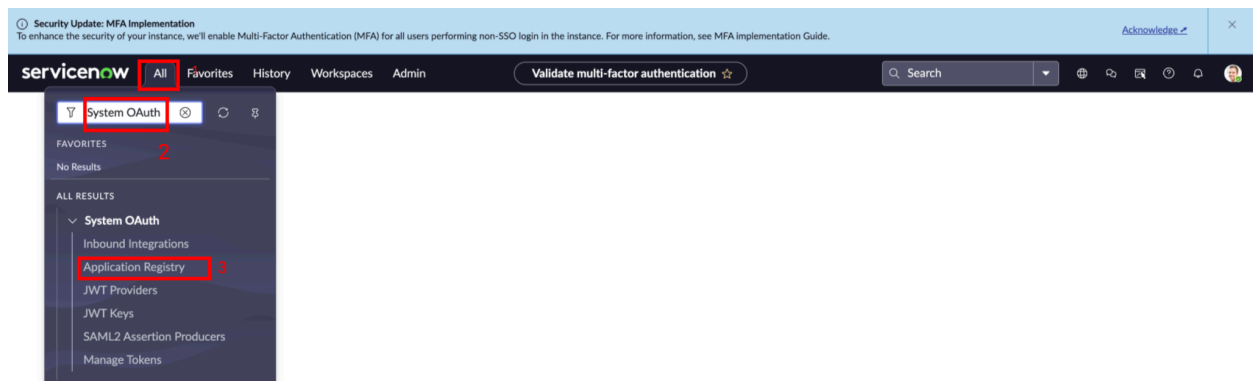 Security Update: MFA Implementation
To enhance the security of your instance, we'll enable Multi-Factor Authentication (MFA) for all users performing non-SSO login in the instance. For more information, see MFA implementation Guide.
Acknowledge
servicenow All Favorites History Workspaces Admin Validate multi-factor authentication Search
System OAuth
2
FAVORITES
No Results
ALL RESULTS
System OAuth
Inbound Integrations
Application Registry 3
JWT Providers
JWT Keys
SAML2 Assertion Producers
Manage Tokens